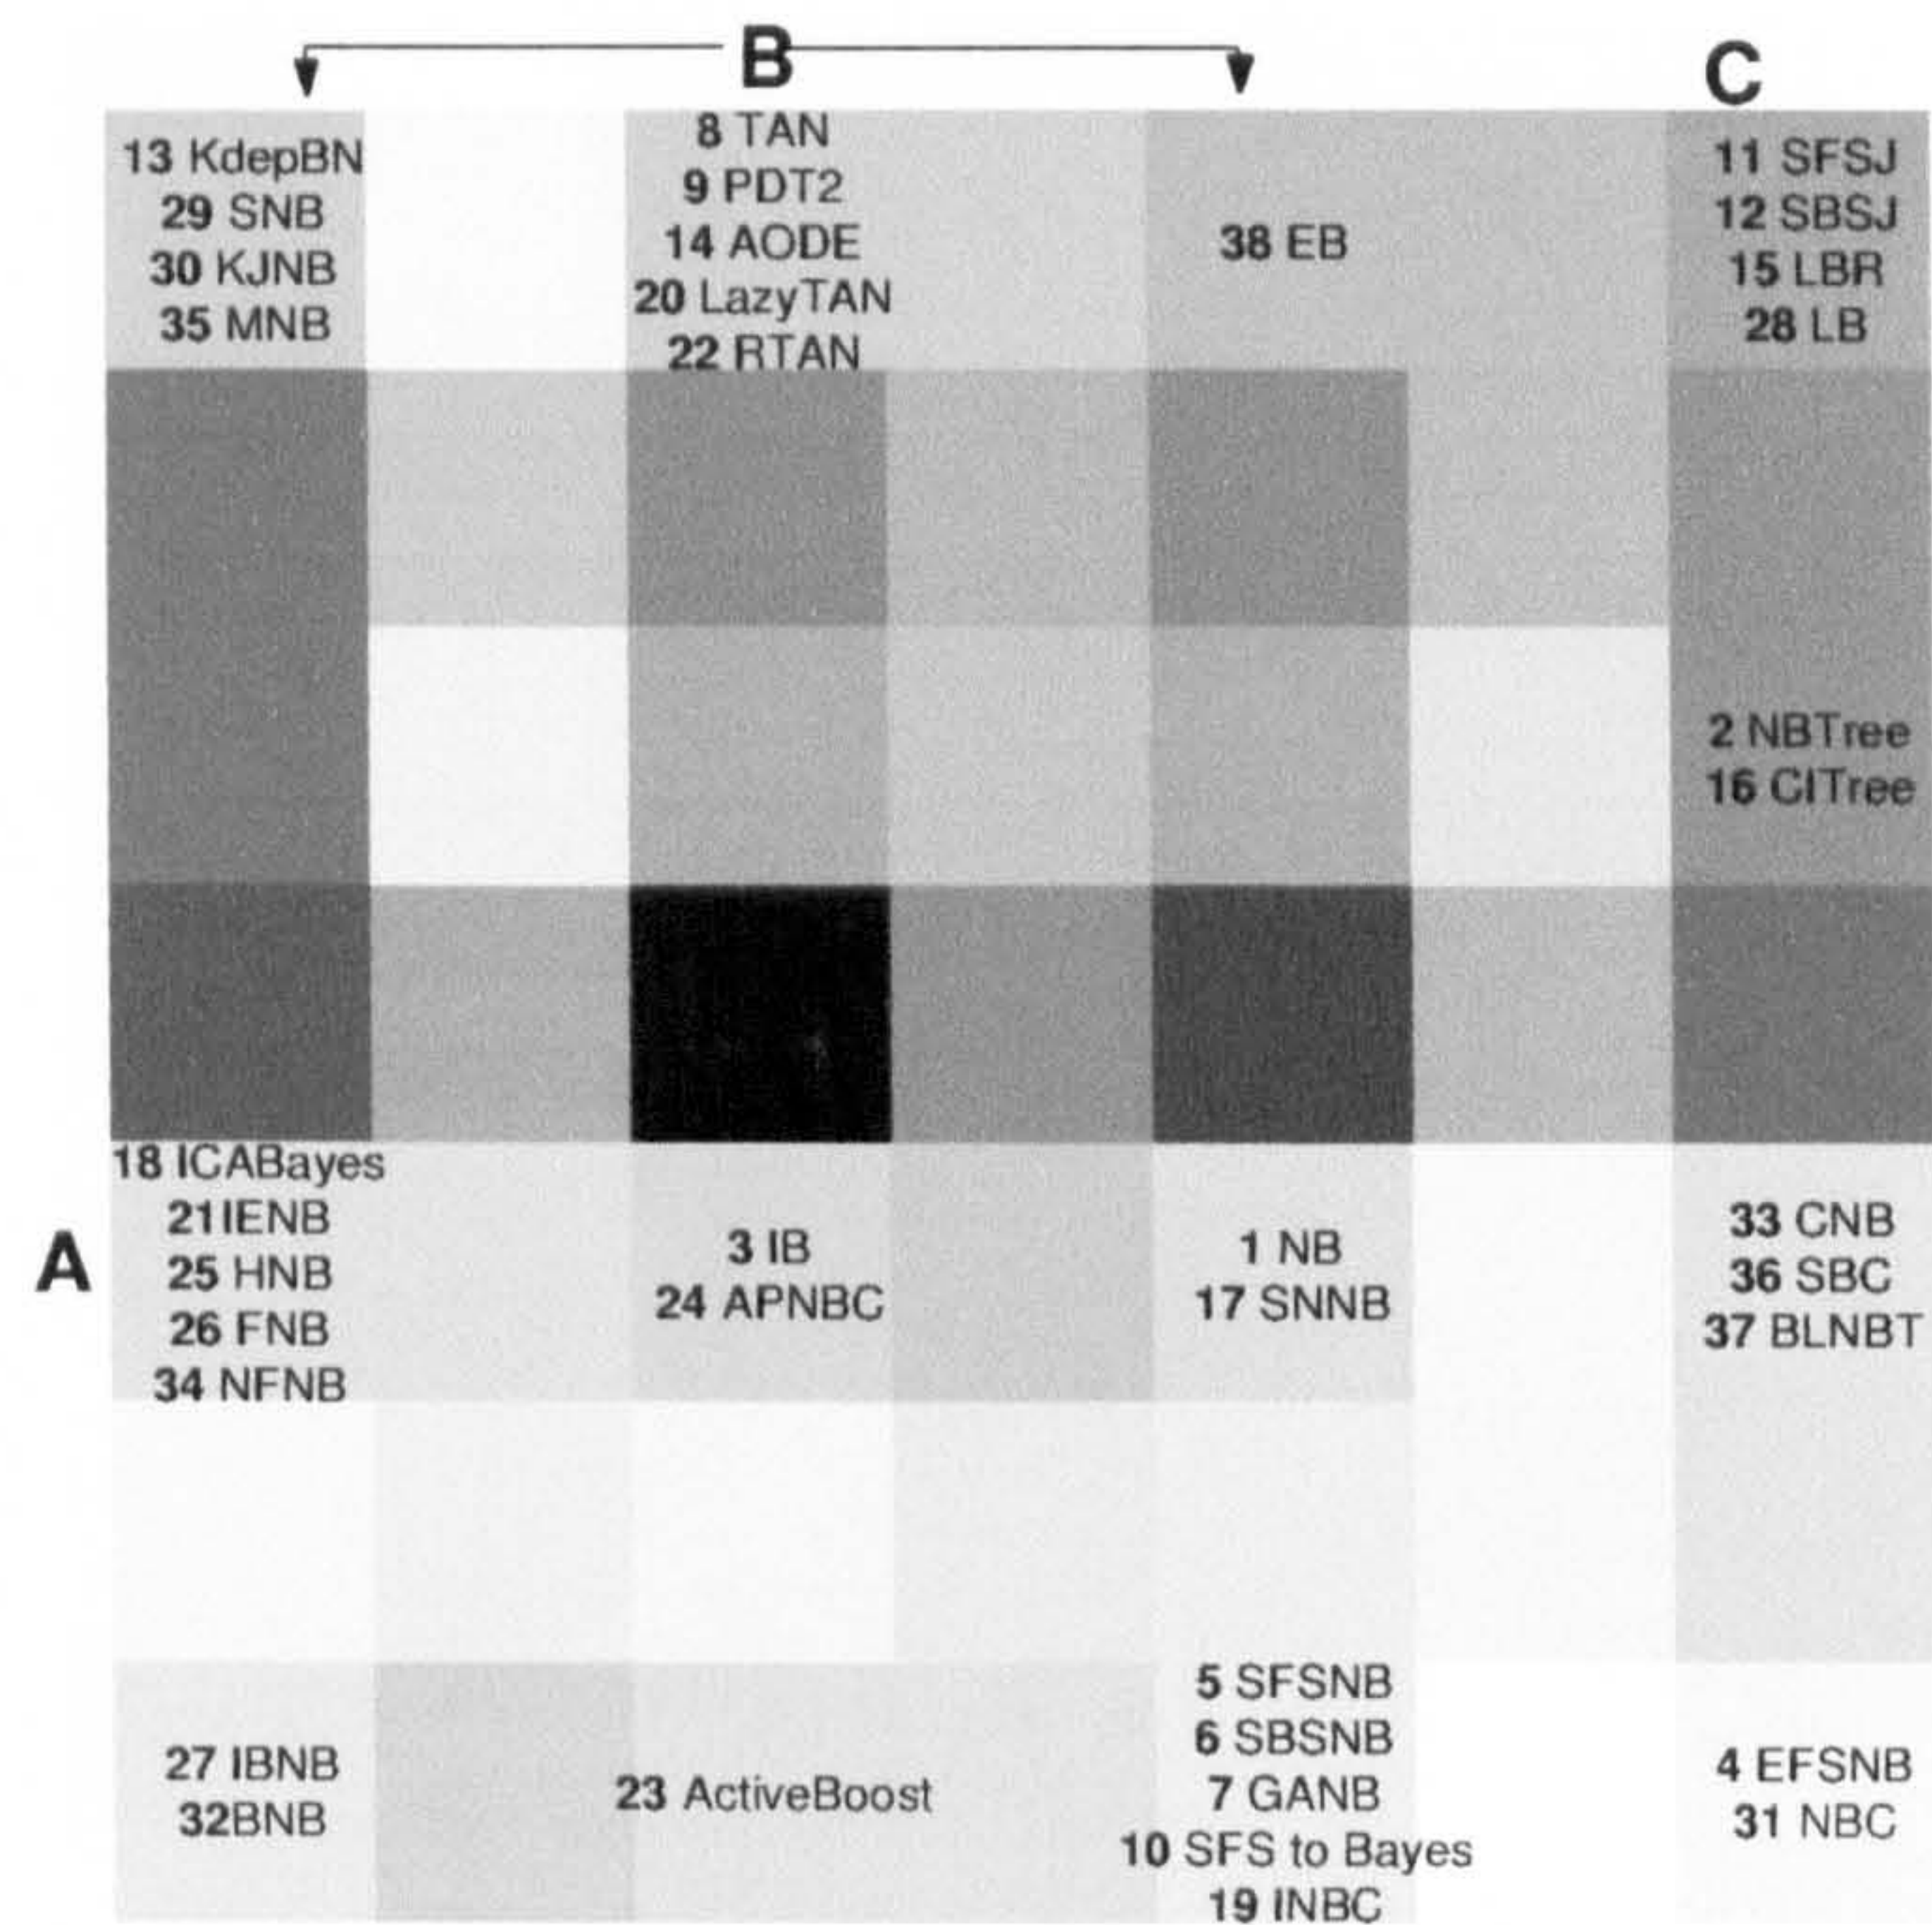 B
C
13 KdepBN
29 SNB
30 KJNB
35 MNB
8 TAN
9 PDT2
14 AODE
20 LazyTAN
22 RTAN
38 EB
11 SFSJ
12 SBSJ
15 LBR
28 LB
2 NBTree
16 CITree
A
18 ICABayes
21IENB
25 HNB
26 FNB
34 NFNB
3 IB
24 APNBC
1 NB
17 SNNB
33 CNB
36 SBC
37 BLNBT
27 IBNB
32BNB
23 ActiveBoost
5 SFSNB
6 SBSNB
7 GANB
10 SFS to Bayes
19 INBC
4 EFSNB
31 NBC